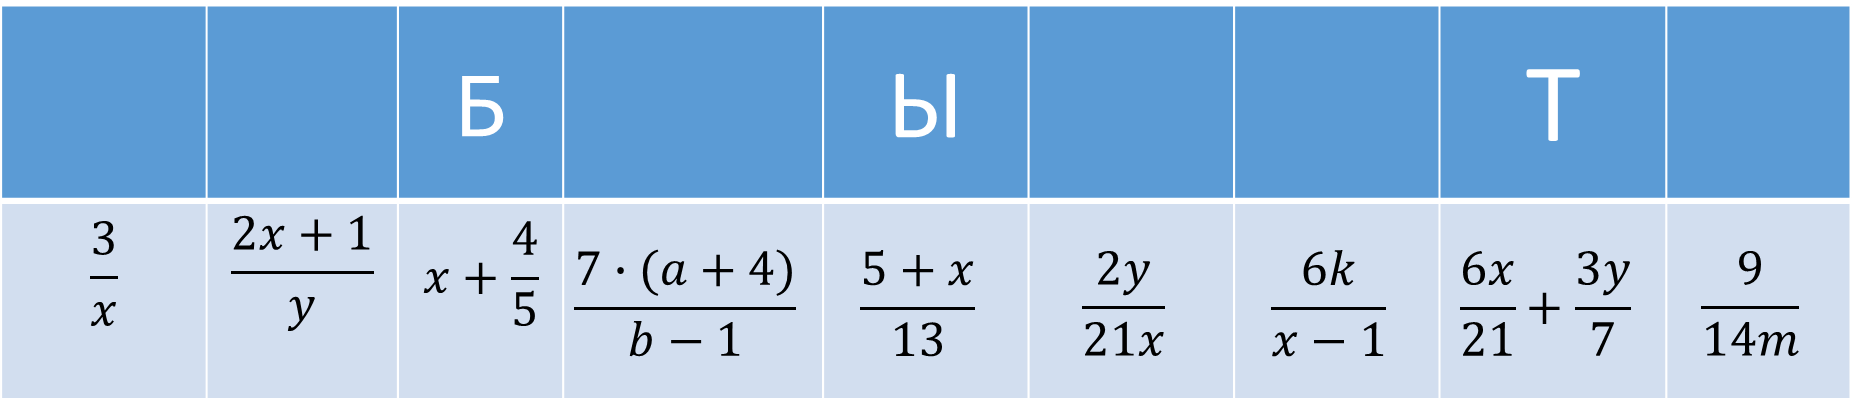 Б Ы Т
3/x (2x + 1)/y x + 4/5 7 · (a + 4)/(b − 1) (5 + x)/13 2y/21x 6k/(x − 1) 6x/21 + 3y/7 9/14m